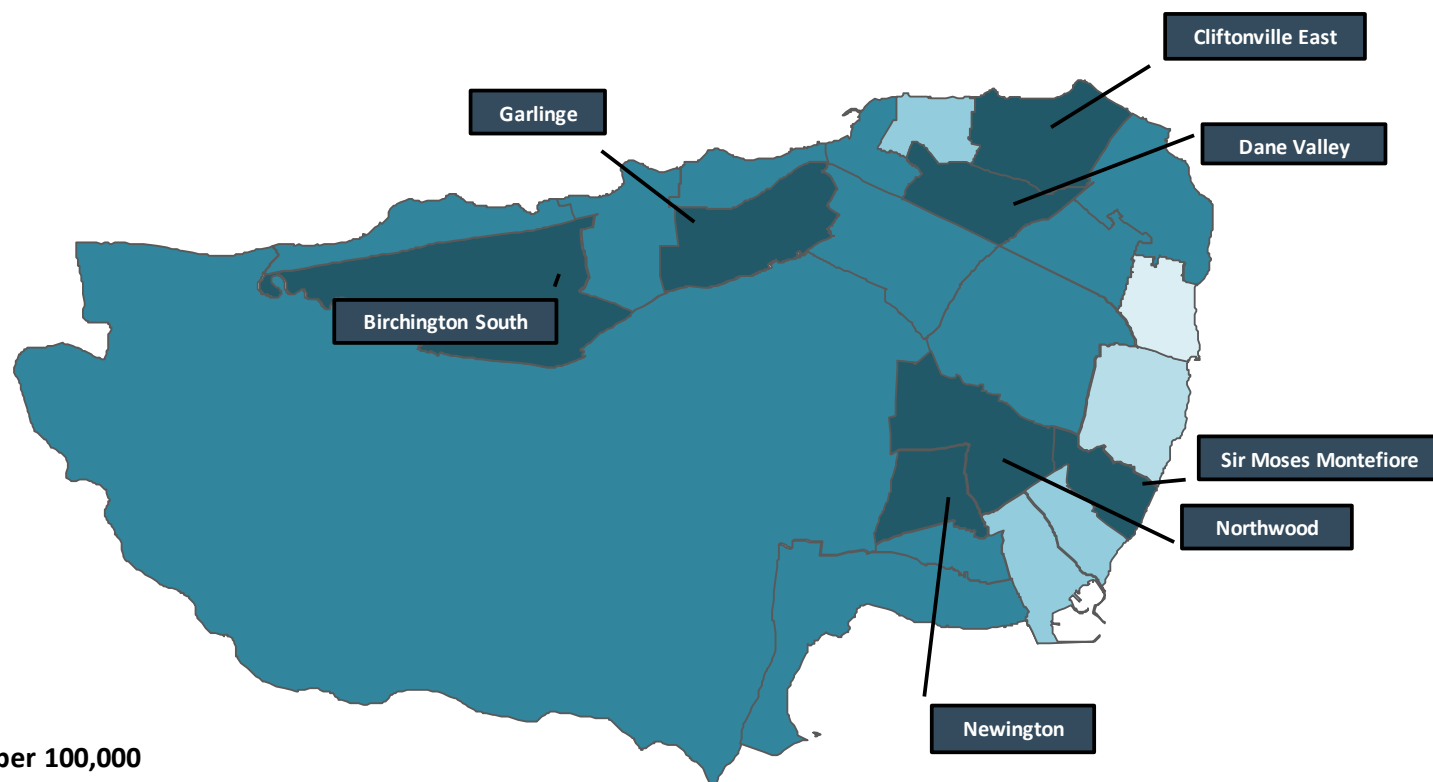 Cliftonville East
Garlinge
Dane Valley
Birchington South
Sir Moses Montefiore
Northwood
Newington
per 100,000